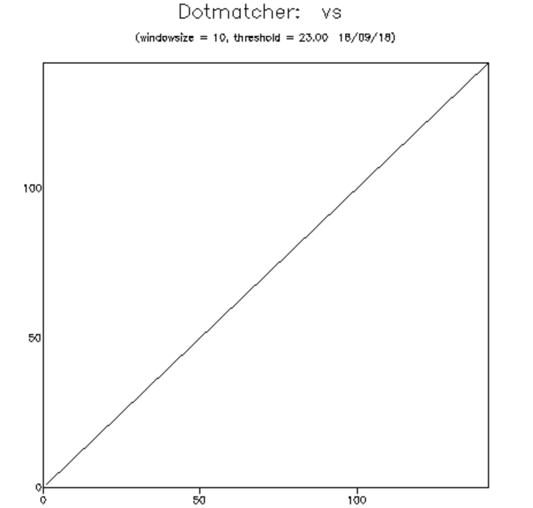 Dotmatcher: vs
(windowsize = 10, threshold = 23.00 18/09/18)
100
50
0
0 50 100